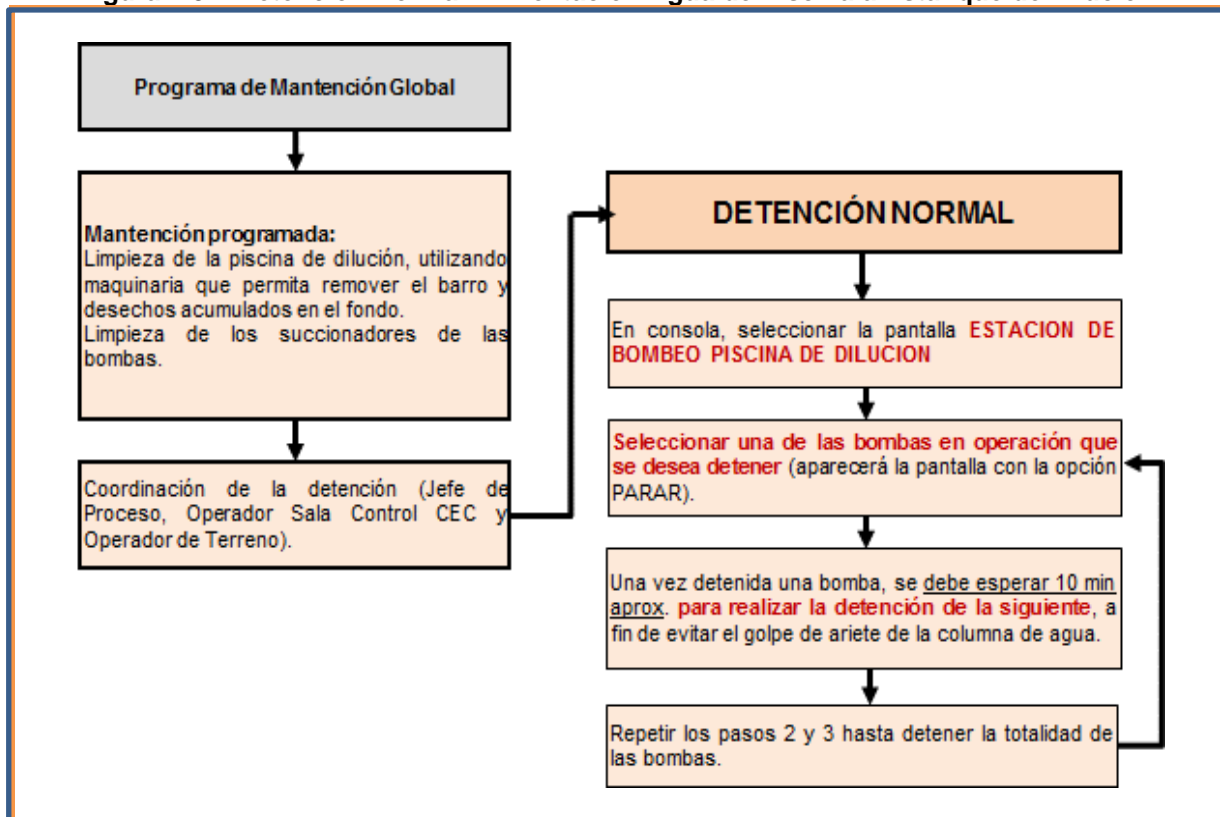 Programa de Mantención Global
Mantención programada:
Limpieza de la piscina de dilución, utilizando
maquinaria que permita remover el barro y
desechos acumulados en el fondo.
Limpieza de los succionadores de las
bombas.
Coordinación de la detención (Jefe de
Proceso, Operador Sala Control CEC y
Operador de Terreno).
DETENCIÓN NORMAL
En consola, seleccionar la pantalla ESTACION DE
BOMBEO PISCINA DE DILUCION
Seleccionar una de las bombas en operación que
se desea detener (aparecerá la pantalla con la opción
PARAR).
Una vez detenida una bomba, se debe esperar 10 min
aprox. para realizar la detención de la siguiente, a
fin de evitar el golpe de ariete de la columna de agua.
Repetir los pasos 2 y 3 hasta detener la totalidad de
las bombas.